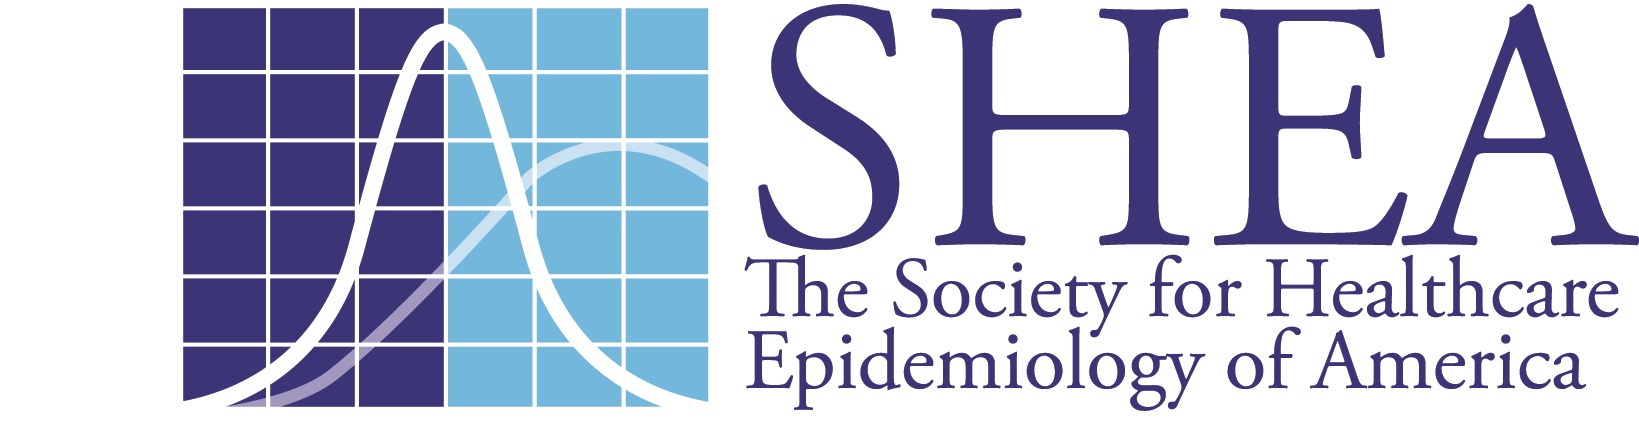 SHEA
The Society for Healthcare
Epidemiology of America